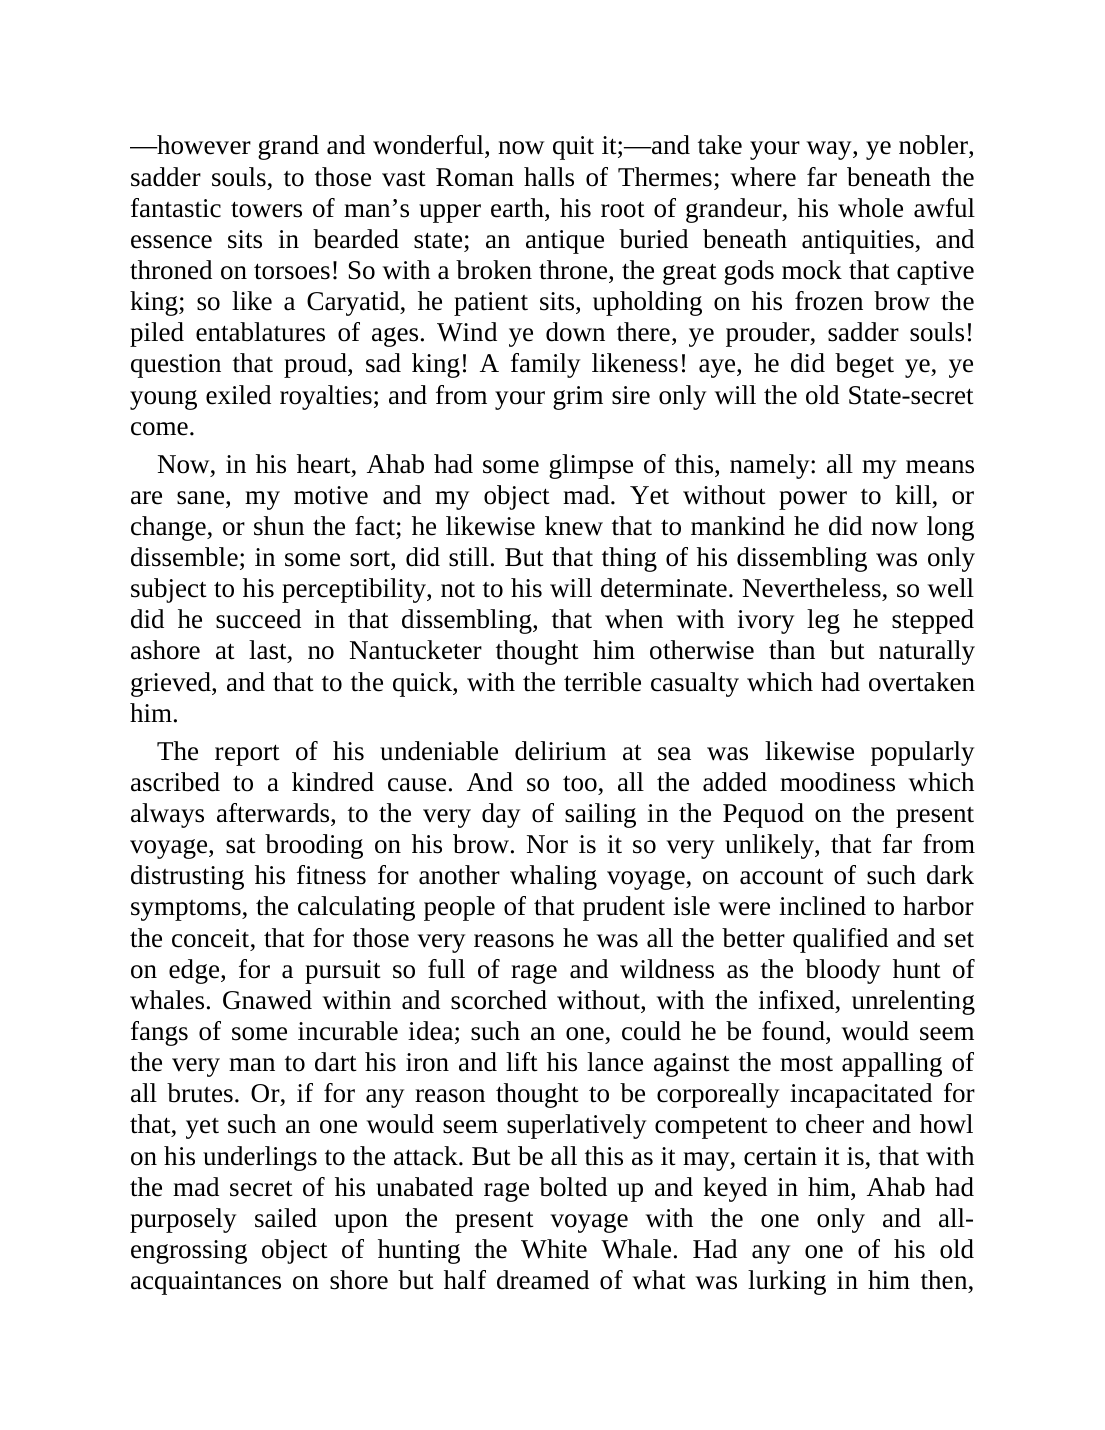 —however grand and wonderful, now quit it;—and take your way, ye nobler,
sadder souls, to those vast Roman halls of Thermes; where far beneath the
fantastic towers of man’s upper earth, his root of grandeur, his whole awful
essence sits in bearded state; an antique buried beneath antiquities, and
throned on torsoes! So with a broken throne, the great gods mock that captive
king; so like a Caryatid, he patient sits, upholding on his frozen brow the
piled entablatures of ages. Wind ye down there, ye prouder, sadder souls!
question that proud, sad king! A family likeness! aye, he did beget ye, ye
young exiled royalties; and from your grim sire only will the old State-secret
come.
Now, in his heart, Ahab had some glimpse of this, namely: all my means
are sane, my motive and my object mad. Yet without power to kill, or
change, or shun the fact; he likewise knew that to mankind he did now long
dissemble; in some sort, did still. But that thing of his dissembling was only
subject to his perceptibility, not to his will determinate. Nevertheless, so well
did he succeed in that dissembling, that when with ivory leg he stepped
ashore at last, no Nantucketer thought him otherwise than but naturally
grieved, and that to the quick, with the terrible casualty which had overtaken
him.
The report of his undeniable delirium at sea was likewise popularly
ascribed to a kindred cause. And so too, all the added moodiness which
always afterwards, to the very day of sailing in the Pequod on the present
voyage, sat brooding on his brow. Nor is it so very unlikely, that far from
distrusting his fitness for another whaling voyage, on account of such dark
symptoms, the calculating people of that prudent isle were inclined to harbor
the conceit, that for those very reasons he was all the better qualified and set
on edge, for a pursuit so full of rage and wildness as the bloody hunt of
whales. Gnawed within and scorched without, with the infixed, unrelenting
fangs of some incurable idea; such an one, could he be found, would seem
the very man to dart his iron and lift his lance against the most appalling of
all brutes. Or, if for any reason thought to be corporeally incapacitated for
that, yet such an one would seem superlatively competent to cheer and howl
on his underlings to the attack. But be all this as it may, certain it is, that with
the mad secret of his unabated rage bolted up and keyed in him, Ahab had
purposely sailed upon the present voyage with the one only and all-
engrossing object of hunting the White Whale. Had any one of his old
acquaintances on shore but half dreamed of what was lurking in him then,